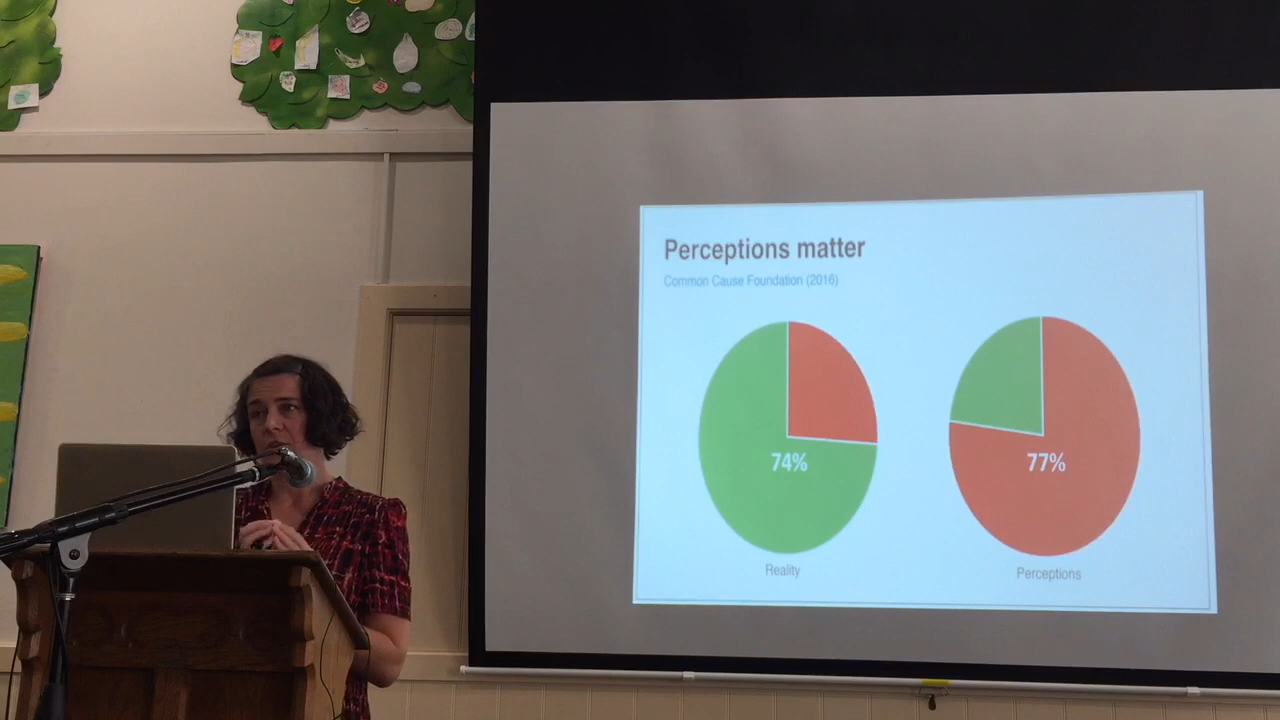 Perceptions matter
Common Cause Foundation (2016)
74%
77%
Reality
Perceptions